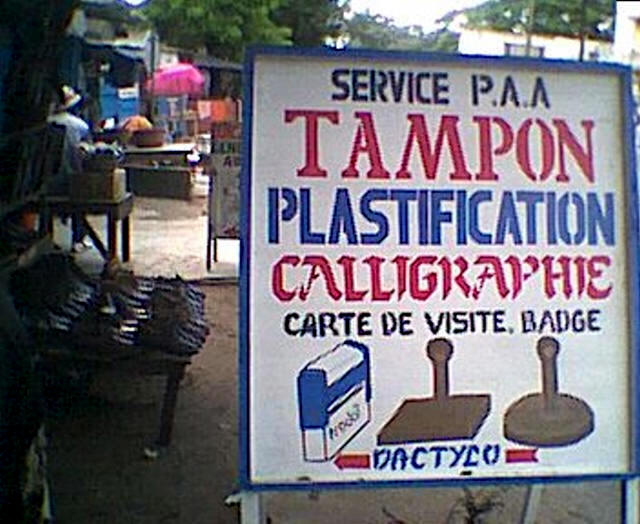 SERVICE P.A.A
TAMPON
PLASTIFICATION
CALLIGRAPHIE
CARTE DE VISITE. BADGE
DACTYLO